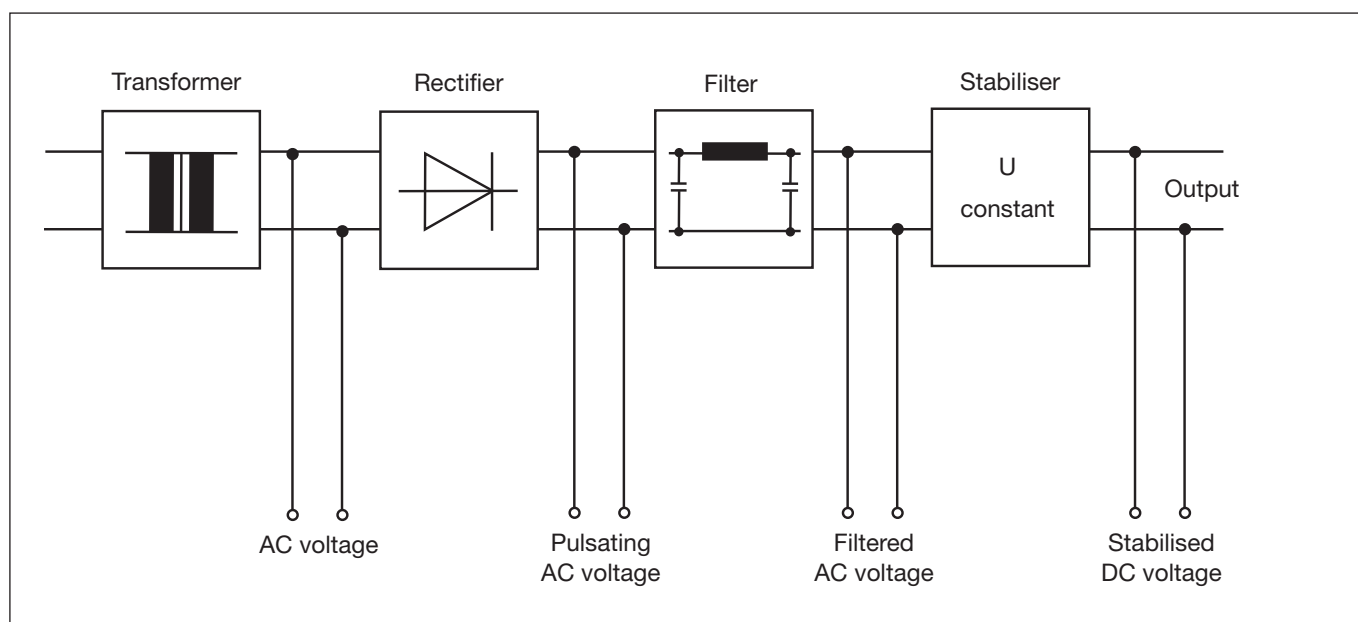 Transformer
Rectifier
Filter
Stabiliser
U
constant
Output
AC voltage
Pulsating
AC voltage
Filtered
AC voltage
Stabilised
DC voltage